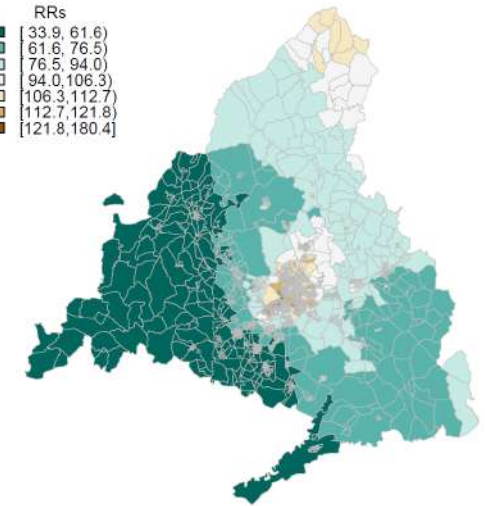 RRs
[ 33.9, 61.6)
[ 61.6, 76.5)
[ 76.5, 94.0)
[ 94.0,106.3)
[106.3,112.7)
[112.7,121.8)
[121.8,180.4]